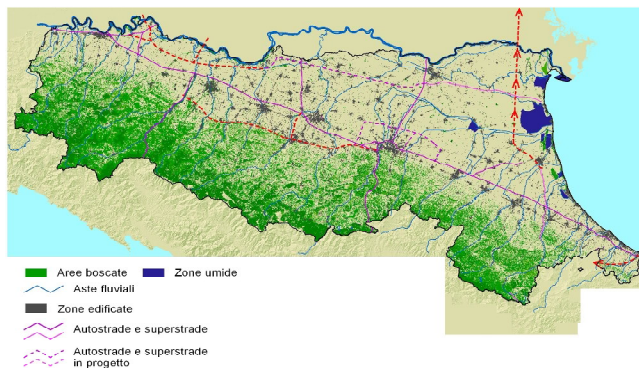 Aree boscate Zone umide
Aste fluviali
Zone edificate
Autostrade e superstrade
Autostrade e superstrade
in progetto